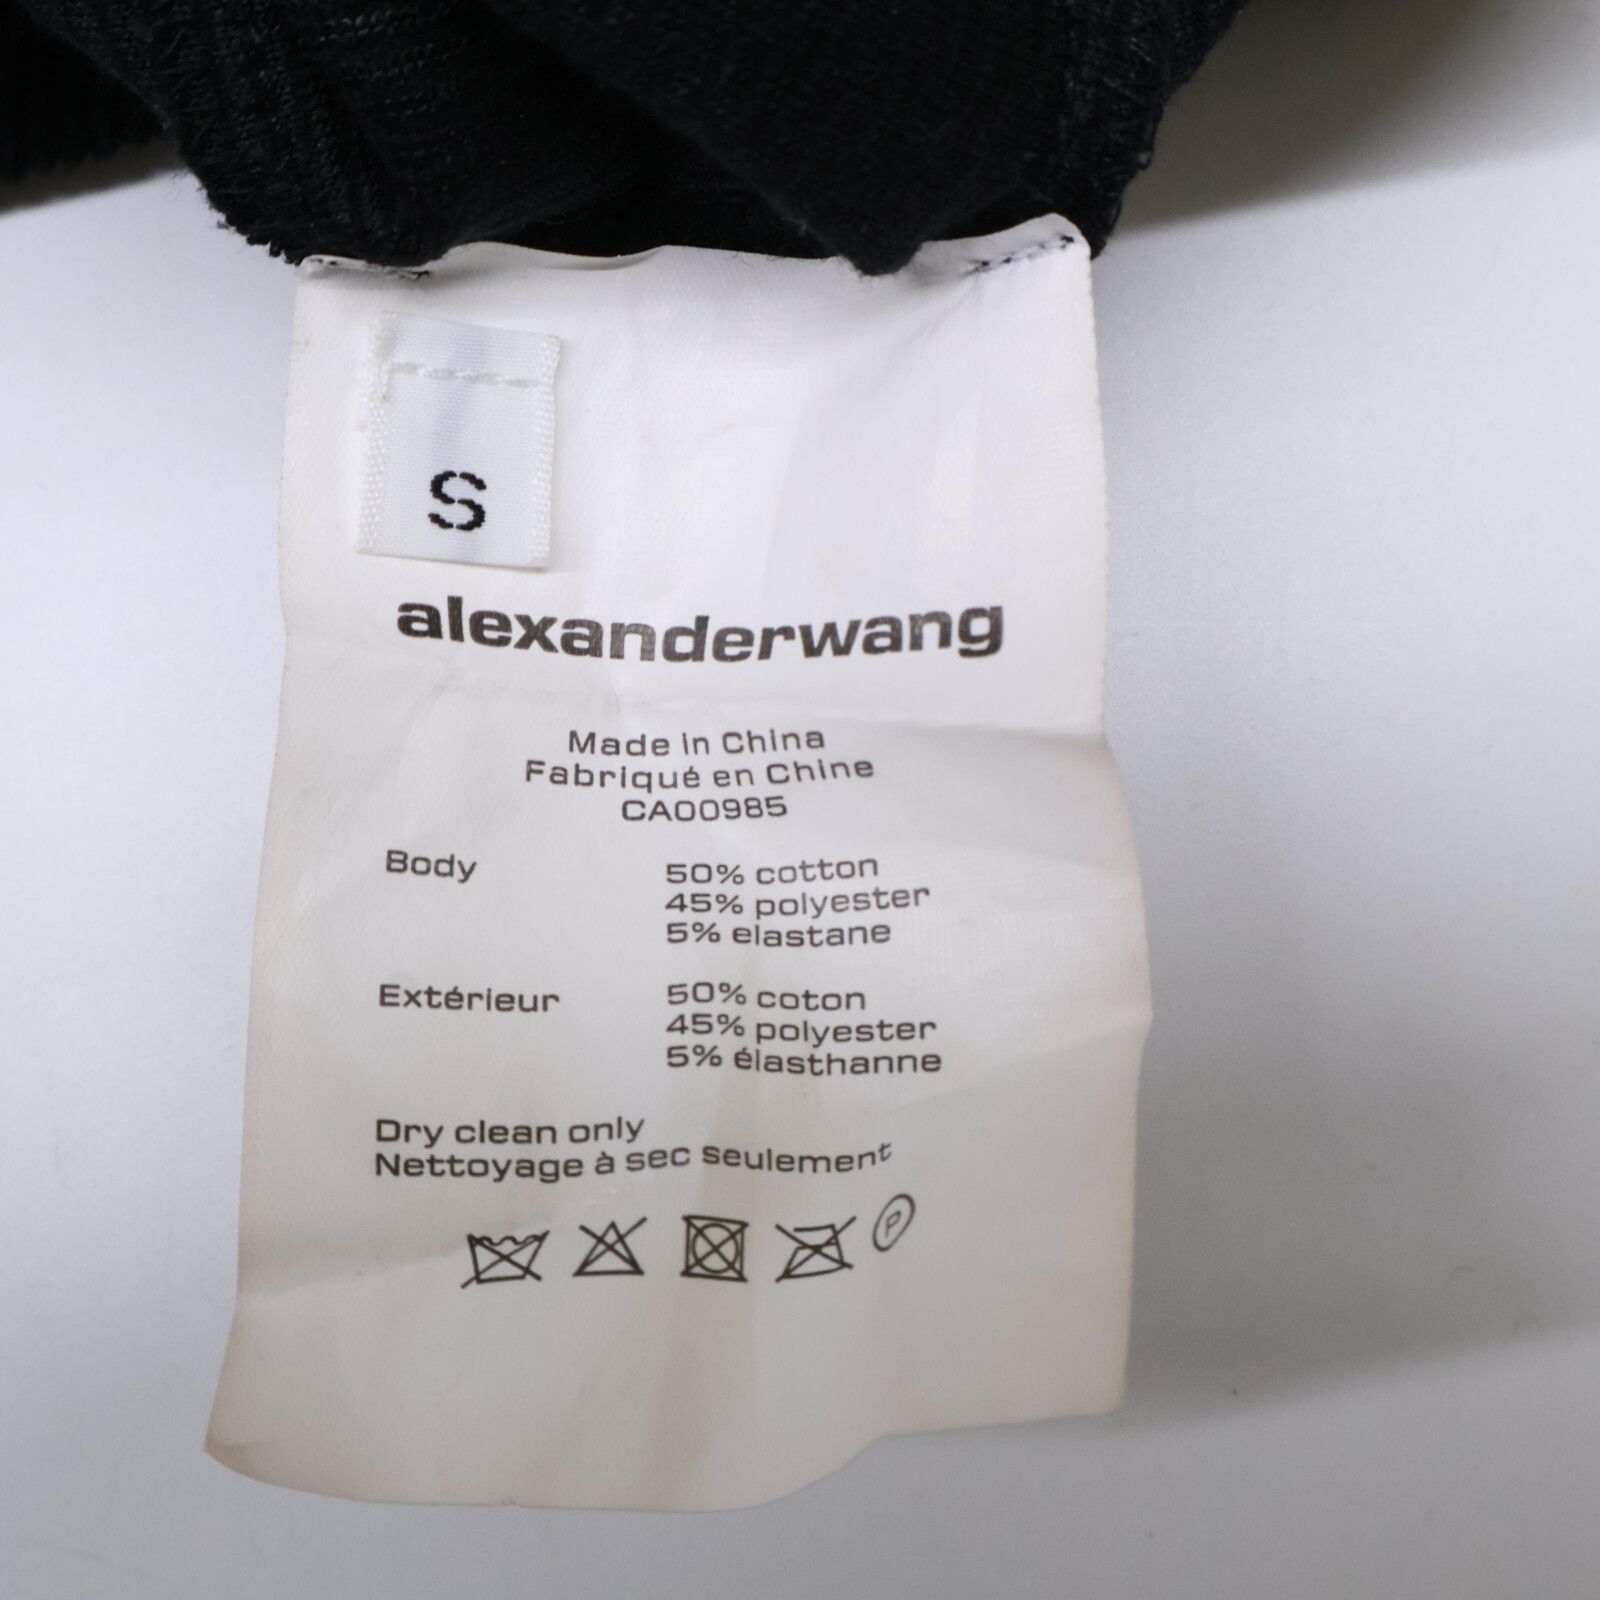 S
alexanderwang
Made in China
Fabriqué en Chine
CA00985
Body 50% cotton
45% polyester
5% elastane
Extérieur 50% coton
45% polyester
5% élasthanne
Dry clean only
Nettoyage à sec seulement
P